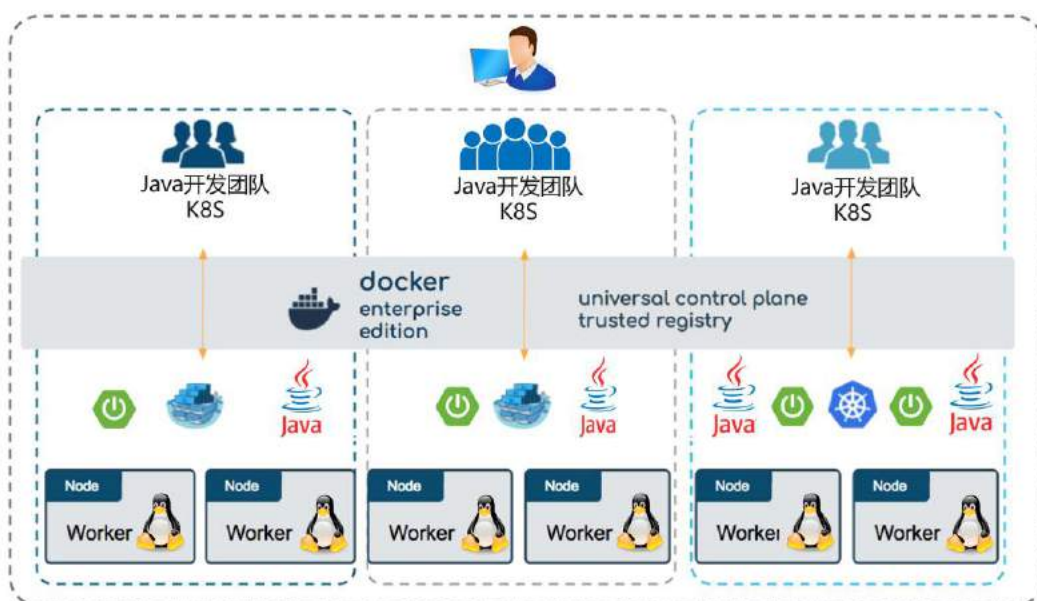 Java开发团队
K8S
Java开发团队
K8S
Java开发团队
K8S
docker
enterprise
edition
universal control plane
trusted registry
Java
Java
Java
Java
Node
Worker
Node
Worker
Node
Worker
Node
Worker
Node
Worker
Node
Worker